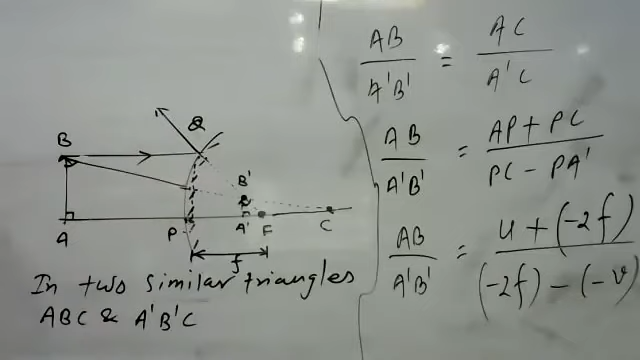 B
Q
B'
A
P
A'
F
C
f
In two similar triangles
ABC & A'B'C
AB / A'B' = AC / A'C
AB / A'B' = AP + PC / PC - PA'
AB / A'B' = u + (-2f) / (-2f) - (-v)